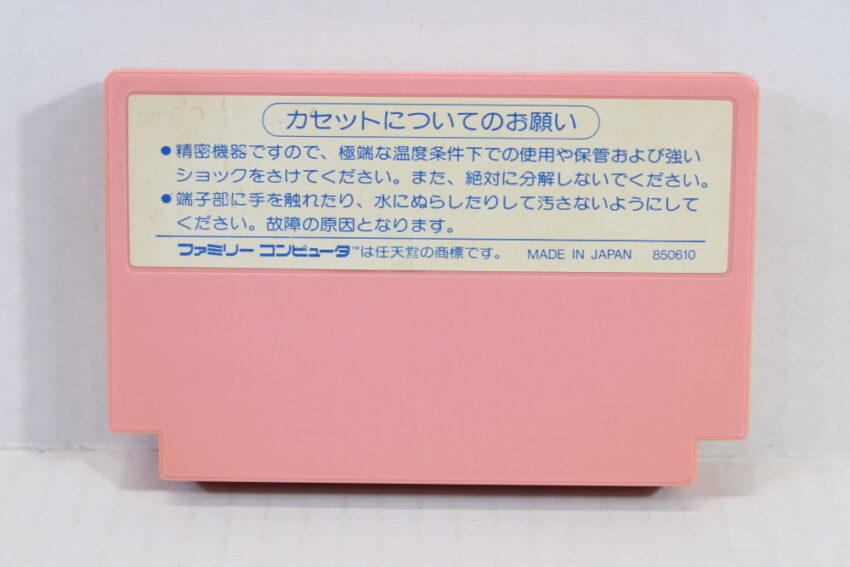 カセットについてのお願い
●精密機器ですので、極端な温度条件下での使用や保管および強い
ショックをさけてください。また、絶対に分解しないでください。
●端子部に手を触れたり、水にぬらしたりして汚さないようにして
ください。故障の原因となります。
ファミリー コンピュータ™は任天堂の商標です。 MADE IN JAPAN 850610